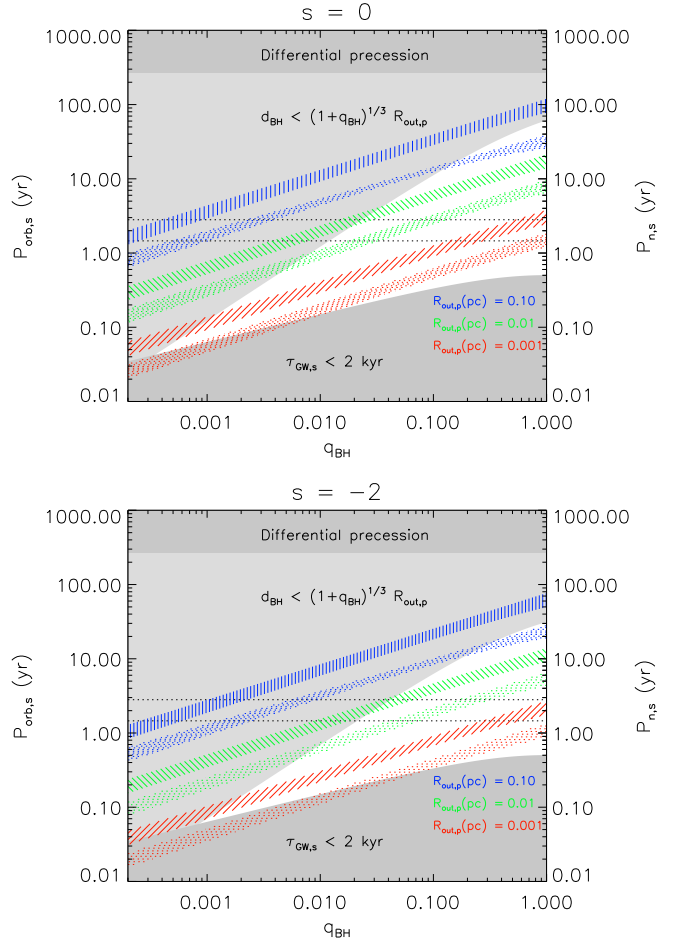 s = 0
1000.00
100.00
10.00
1.00
0.10
0.01
P_orb,s (yr)
Differential precession
d_BH < (1+q_BH)^1/3 R_out,p
R_out,p(pc) = 0.10
R_out,p(pc) = 0.01
R_out,p(pc) = 0.001
τ_GW,s < 2 kyr
1000.00
100.00
10.00
1.00
0.10
0.01
P_n,s (yr)
0.001 0.010 0.100 1.000
q_BH
s = −2
1000.00
100.00
10.00
1.00
0.10
0.01
P_orb,s (yr)
Differential precession
d_BH < (1+q_BH)^1/3 R_out,p
R_out,p(pc) = 0.10
R_out,p(pc) = 0.01
R_out,p(pc) = 0.001
τ_GW,s < 2 kyr
1000.00
100.00
10.00
1.00
0.10
0.01
P_n,s (yr)
0.001 0.010 0.100 1.000
q_BH